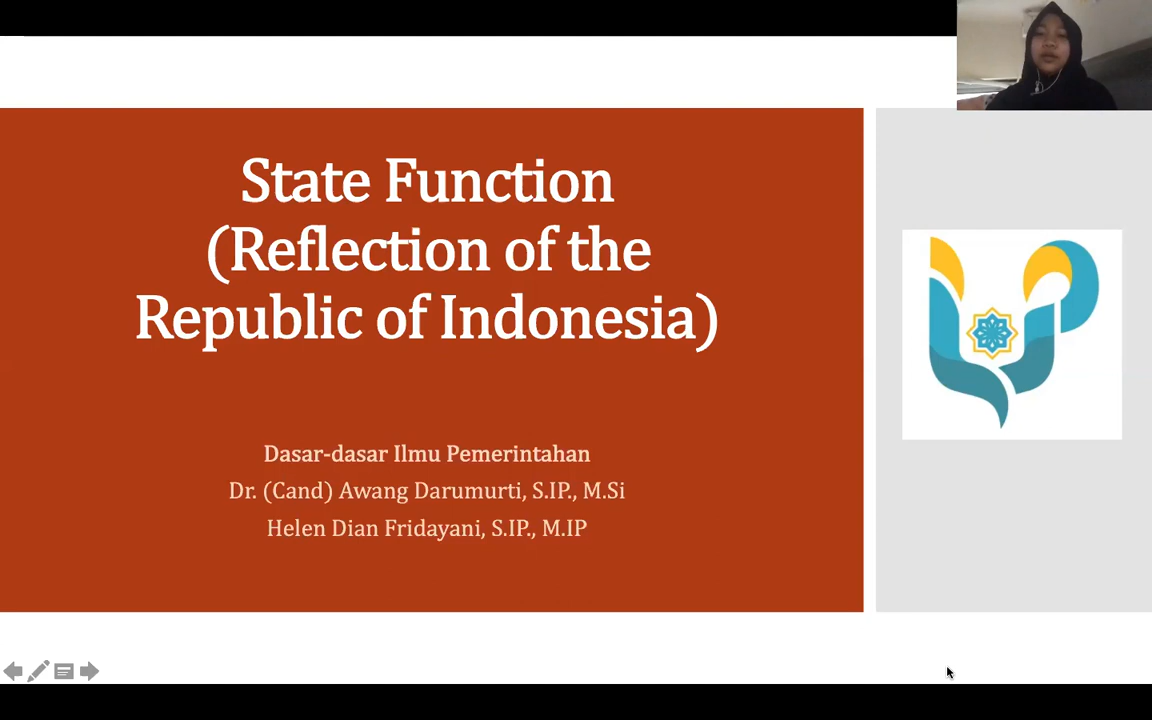 State Function
(Reflection of the
Republic of Indonesia)
Dasar-dasar Ilmu Pemerintahan
Dr. (Cand) Awang Darumurti, S.IP., M.Si
Helen Dian Fridayani, S.IP., M.IP